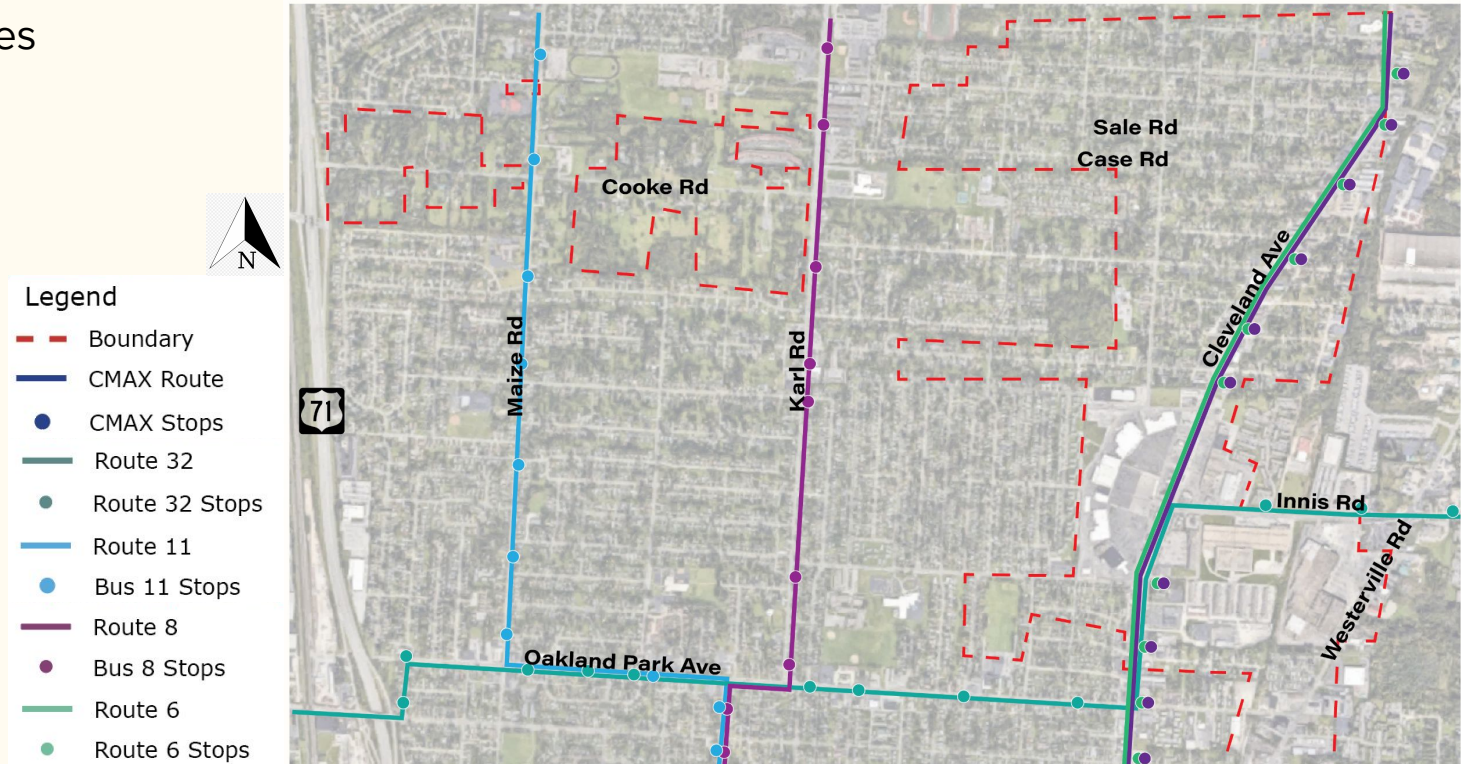 es
N
Legend
Boundary
CMAX Route
CMAX Stops
Route 32
Route 32 Stops
Route 11
Bus 11 Stops
Route 8
Bus 8 Stops
Route 6
Route 6 Stops
Sale Rd
Case Rd
Cooke Rd
Cleveland Ave
Maize Rd
Karl Rd
71
Innis Rd
Westerville Rd
Oakland Park Ave